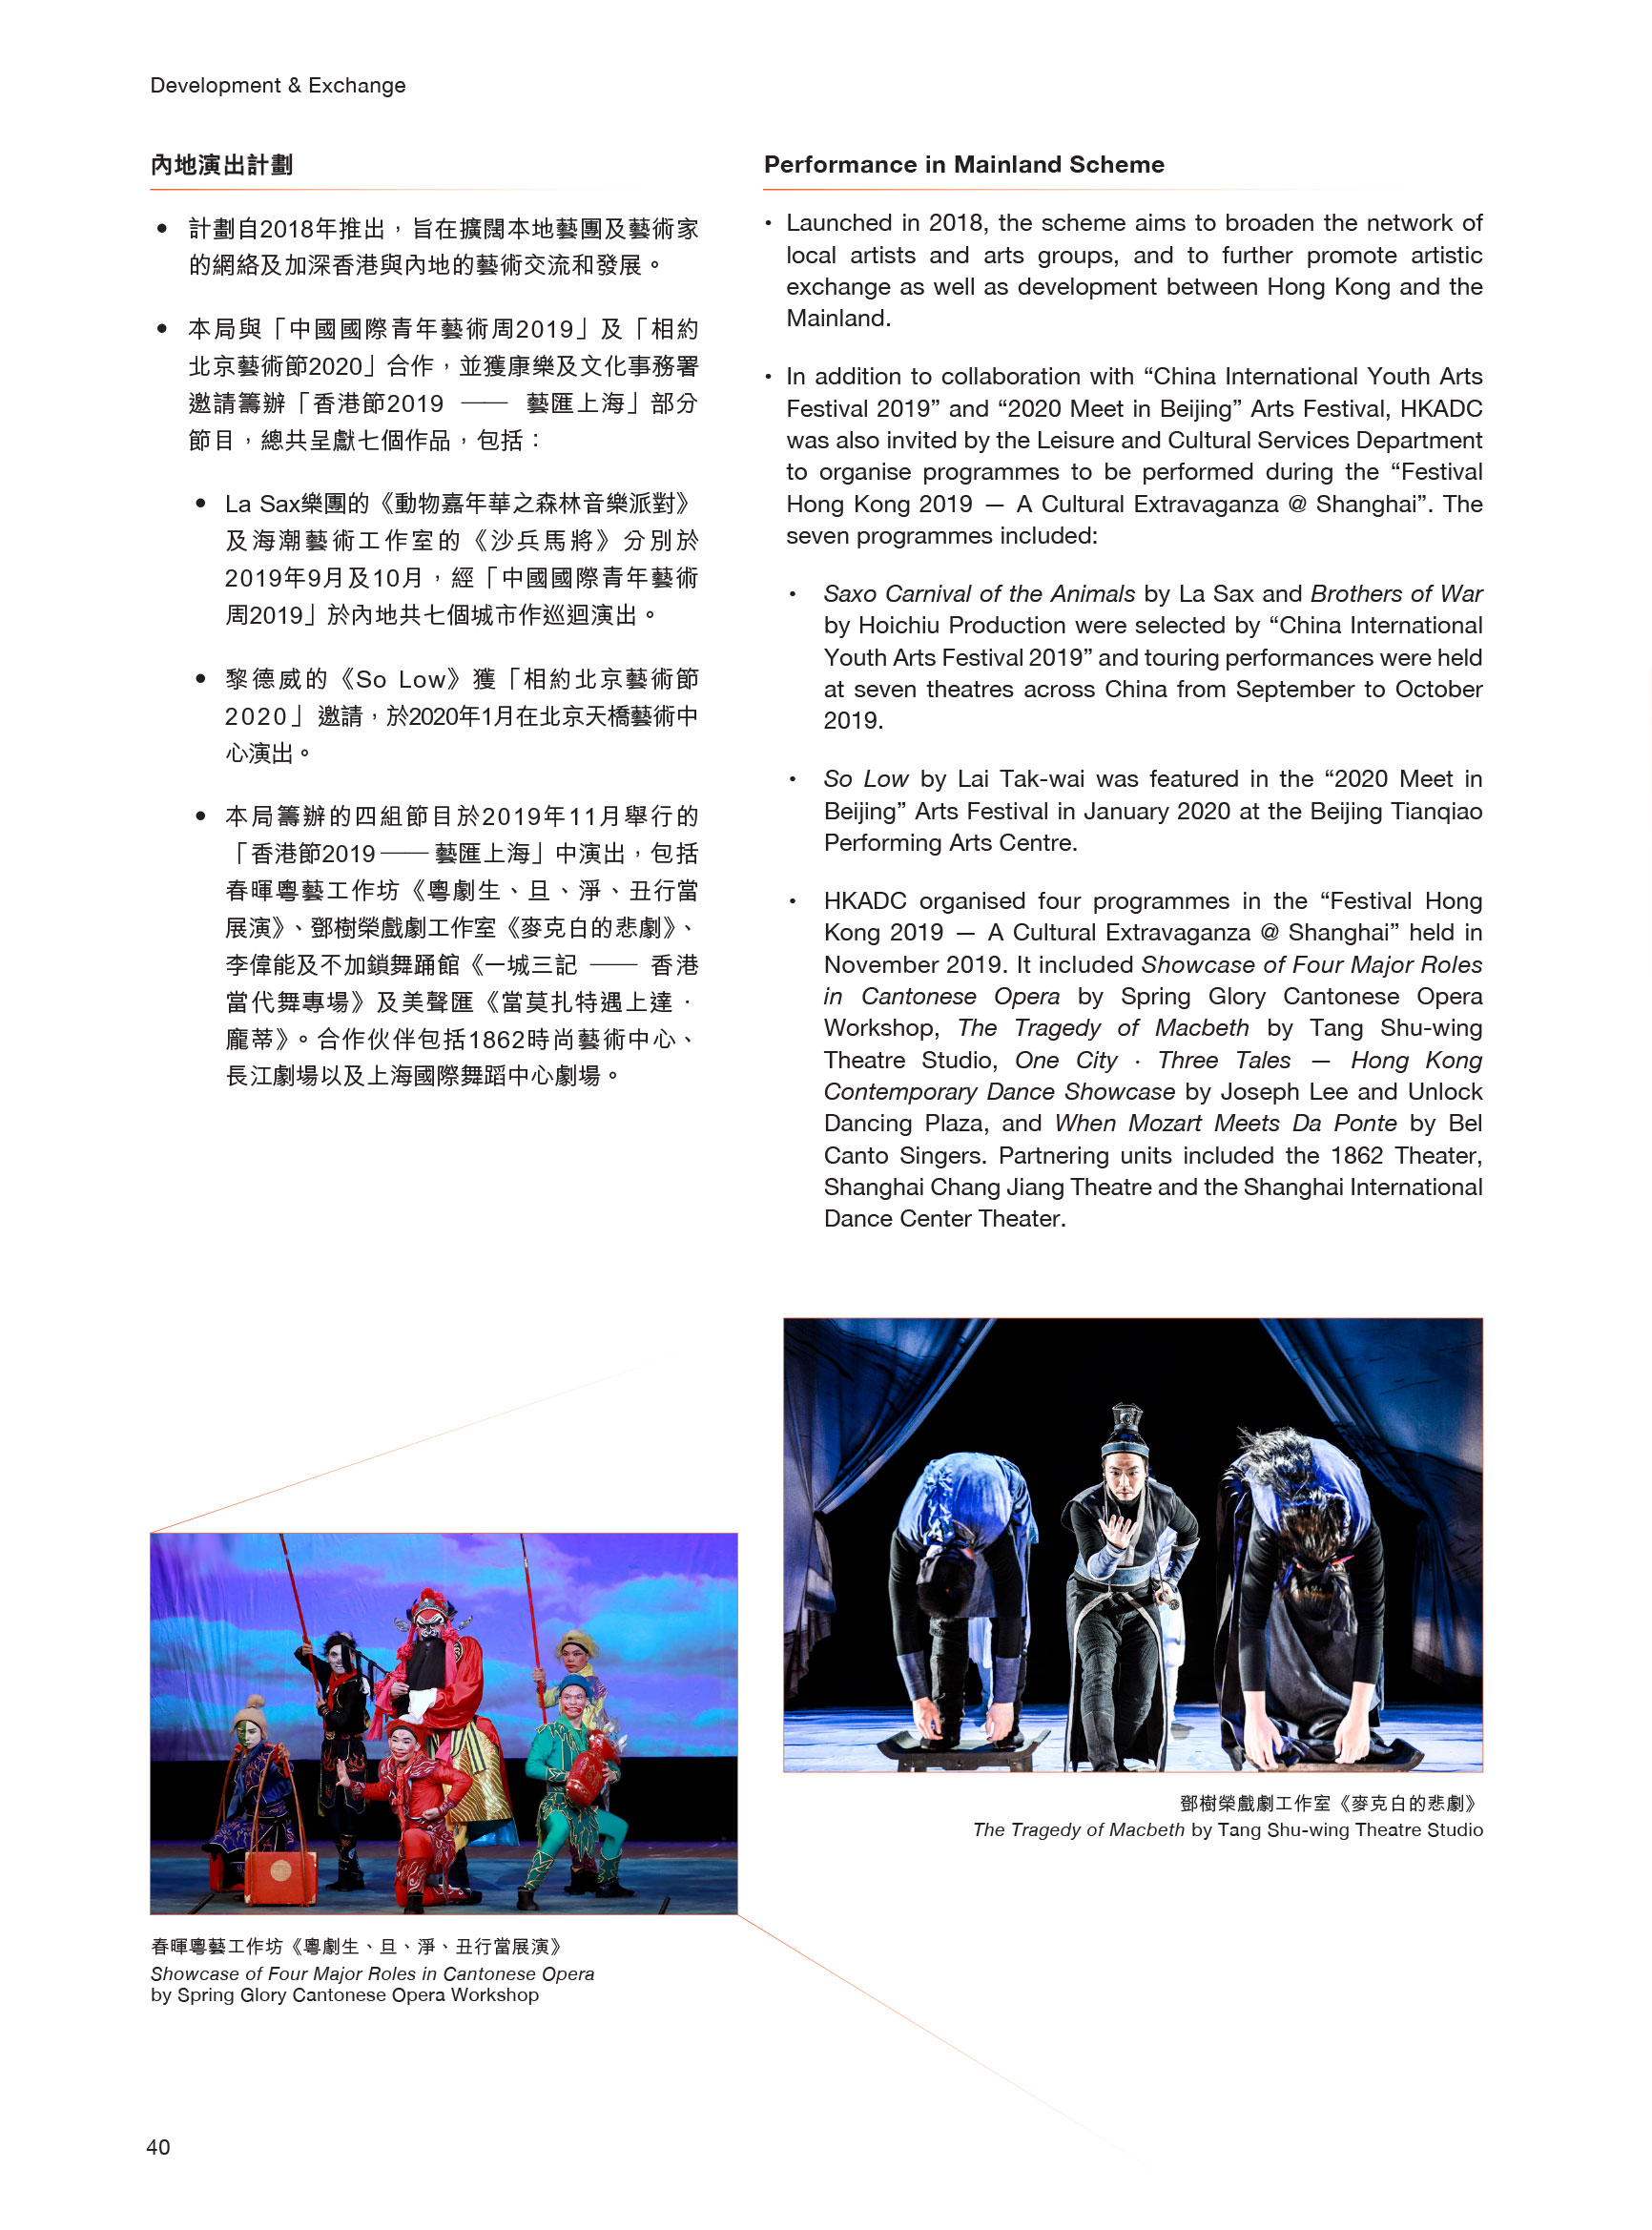 Development & Exchange
內地演出計劃
• 計劃自2018年推出，旨在擴闊本地藝團及藝術家
的網絡及加深香港與內地的藝術交流和發展。
• 本局與「中國國際青年藝術周2019」及「相約
北京藝術節2020」合作，並獲康樂及文化事務署
邀請籌辦「香港節2019 —— 藝匯上海」部分
節目，總共呈獻七個作品，包括：
• La Sax樂團的《動物嘉年華之森林音樂派對》
及海潮藝術工作室的《沙兵馬將》分別於
2019年9月及10月，經「中國國際青年藝術
周2019」於內地共七個城市作巡迴演出。
• 黎德威的《So Low》獲「相約北京藝術節
2020」邀請，於2020年1月在北京天橋藝術中
心演出。
• 本局籌辦的四組節目於2019年11月舉行的
「香港節2019 —— 藝匯上海」中演出，包括
春暉粵藝工作坊《粵劇生、旦、淨、丑行當
展演》、鄧樹榮戲劇工作室《麥克白的悲劇》、
李偉能及不加鎖舞踊館《一城三記 —— 香港
當代舞專場》及美聲匯《當莫扎特遇上達．
龐蒂》。合作伙伴包括1862時尚藝術中心、
長江劇場以及上海國際舞蹈中心劇場。
Performance in Mainland Scheme
• Launched in 2018, the scheme aims to broaden the network of
local artists and arts groups, and to further promote artistic
exchange as well as development between Hong Kong and the
Mainland.
• In addition to collaboration with “China International Youth Arts
Festival 2019” and “2020 Meet in Beijing” Arts Festival, HKADC
was also invited by the Leisure and Cultural Services Department
to organise programmes to be performed during the “Festival
Hong Kong 2019 — A Cultural Extravaganza @ Shanghai”. The
seven programmes included:
• Saxo Carnival of the Animals by La Sax and Brothers of War
by Hoichiu Production were selected by “China International
Youth Arts Festival 2019” and touring performances were held
at seven theatres across China from September to October
2019.
• So Low by Lai Tak-wai was featured in the “2020 Meet in
Beijing” Arts Festival in January 2020 at the Beijing Tianqiao
Performing Arts Centre.
• HKADC organised four programmes in the “Festival Hong
Kong 2019 — A Cultural Extravaganza @ Shanghai” held in
November 2019. It included Showcase of Four Major Roles
in Cantonese Opera by Spring Glory Cantonese Opera
Workshop, The Tragedy of Macbeth by Tang Shu-wing
Theatre Studio, One City · Three Tales — Hong Kong
Contemporary Dance Showcase by Joseph Lee and Unlock
Dancing Plaza, and When Mozart Meets Da Ponte by Bel
Canto Singers. Partnering units included the 1862 Theater,
Shanghai Chang Jiang Theatre and the Shanghai International
Dance Center Theater.
鄧樹榮戲劇工作室《麥克白的悲劇》
The Tragedy of Macbeth by Tang Shu-wing Theatre Studio
春暉粵藝工作坊《粵劇生、旦、淨、丑行當展演》
Showcase of Four Major Roles in Cantonese Opera
by Spring Glory Cantonese Opera Workshop
40